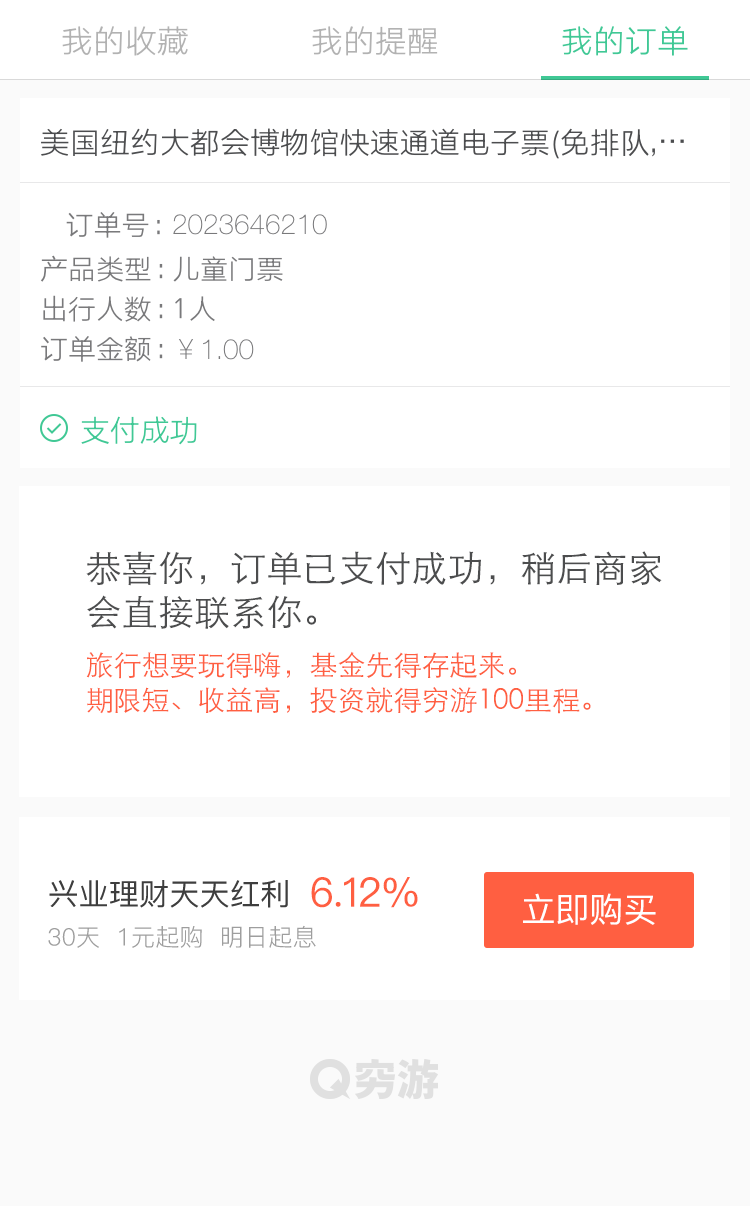 我的收藏 我的提醒 我的订单
美国纽约大都会博物馆快速通道电子票(免排队,…
订单号: 2023646210
产品类型: 儿童门票
出行人数: 1人
订单金额: ￥1.00
支付成功
恭喜你，订单已支付成功，稍后商家
会直接联系你。
旅行想要玩得嗨，基金先得存起来。
期限短、收益高，投资就得穷游100里程。
兴业理财天天红利 6.12%
立即购买
30天 1元起购 明日起息
穷游